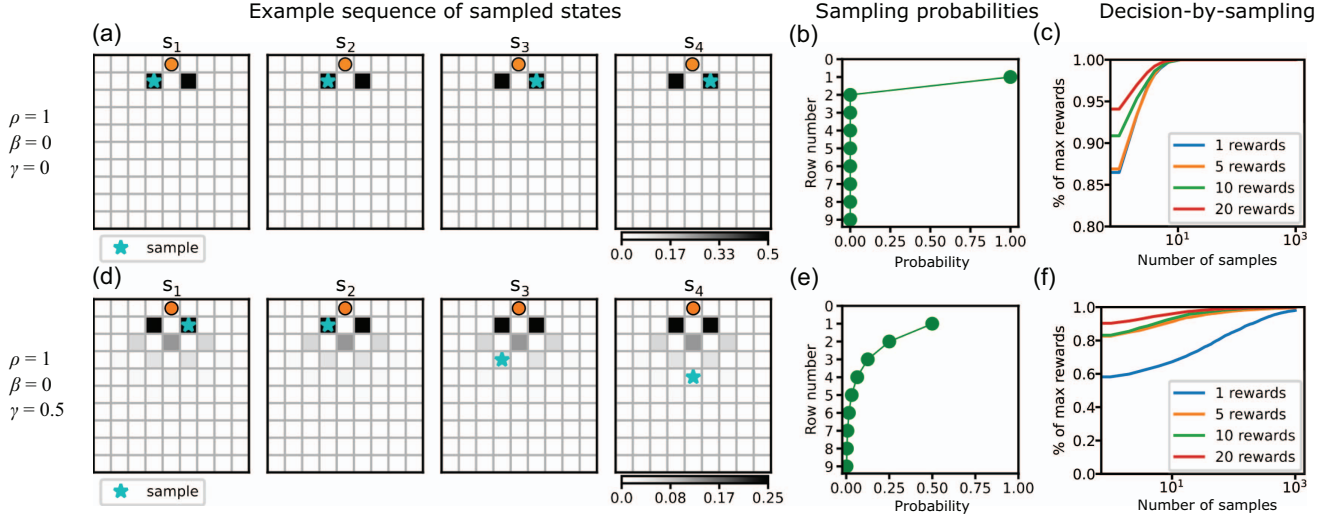 Example sequence of sampled states
Sampling probabilities
Decision-by-sampling
(a)
S1
S2
S3
S4
ρ = 1
β = 0
γ = 0
sample
0.0 0.17 0.33 0.5
(b)
Row number
0
1
2
3
4
5
6
7
8
9
0.00 0.25 0.50 0.75 1.00
Probability
(c)
% of max rewards
1.00
0.95
0.90
0.85
0.80
1 rewards
5 rewards
10 rewards
20 rewards
10^1 10^3
Number of samples
(d)
S1
S2
S3
S4
ρ = 1
β = 0
γ = 0.5
sample
0.0 0.08 0.17 0.25
(e)
Row number
0
1
2
3
4
5
6
7
8
9
0.00 0.25 0.50 0.75 1.00
Probability
(f)
% of max rewards
1.0
0.8
0.6
0.4
0.2
0.0
1 rewards
5 rewards
10 rewards
20 rewards
10^1 10^3
Number of samples